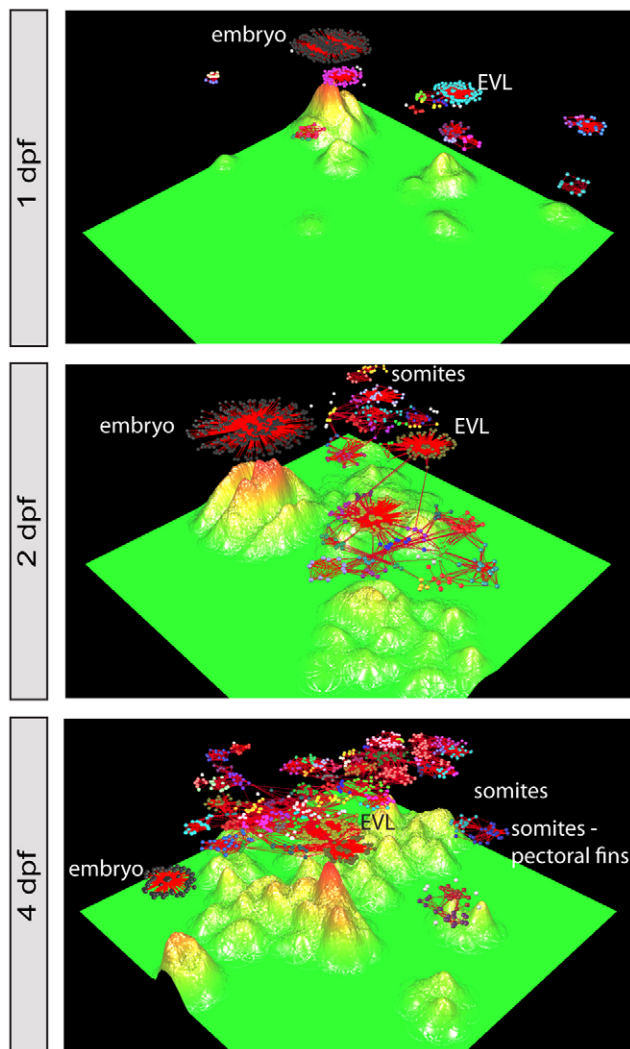 1 dpf
embryo
EVL
2 dpf
somites
embryo
EVL
4 dpf
somites
EVL
somites -
pectoral fins
embryo